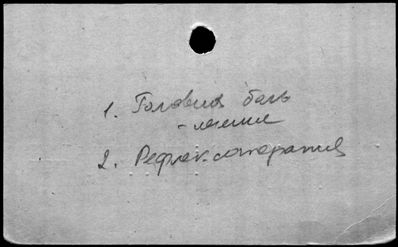 1. Головная боль
- лечение
2. Рефлексотерапия